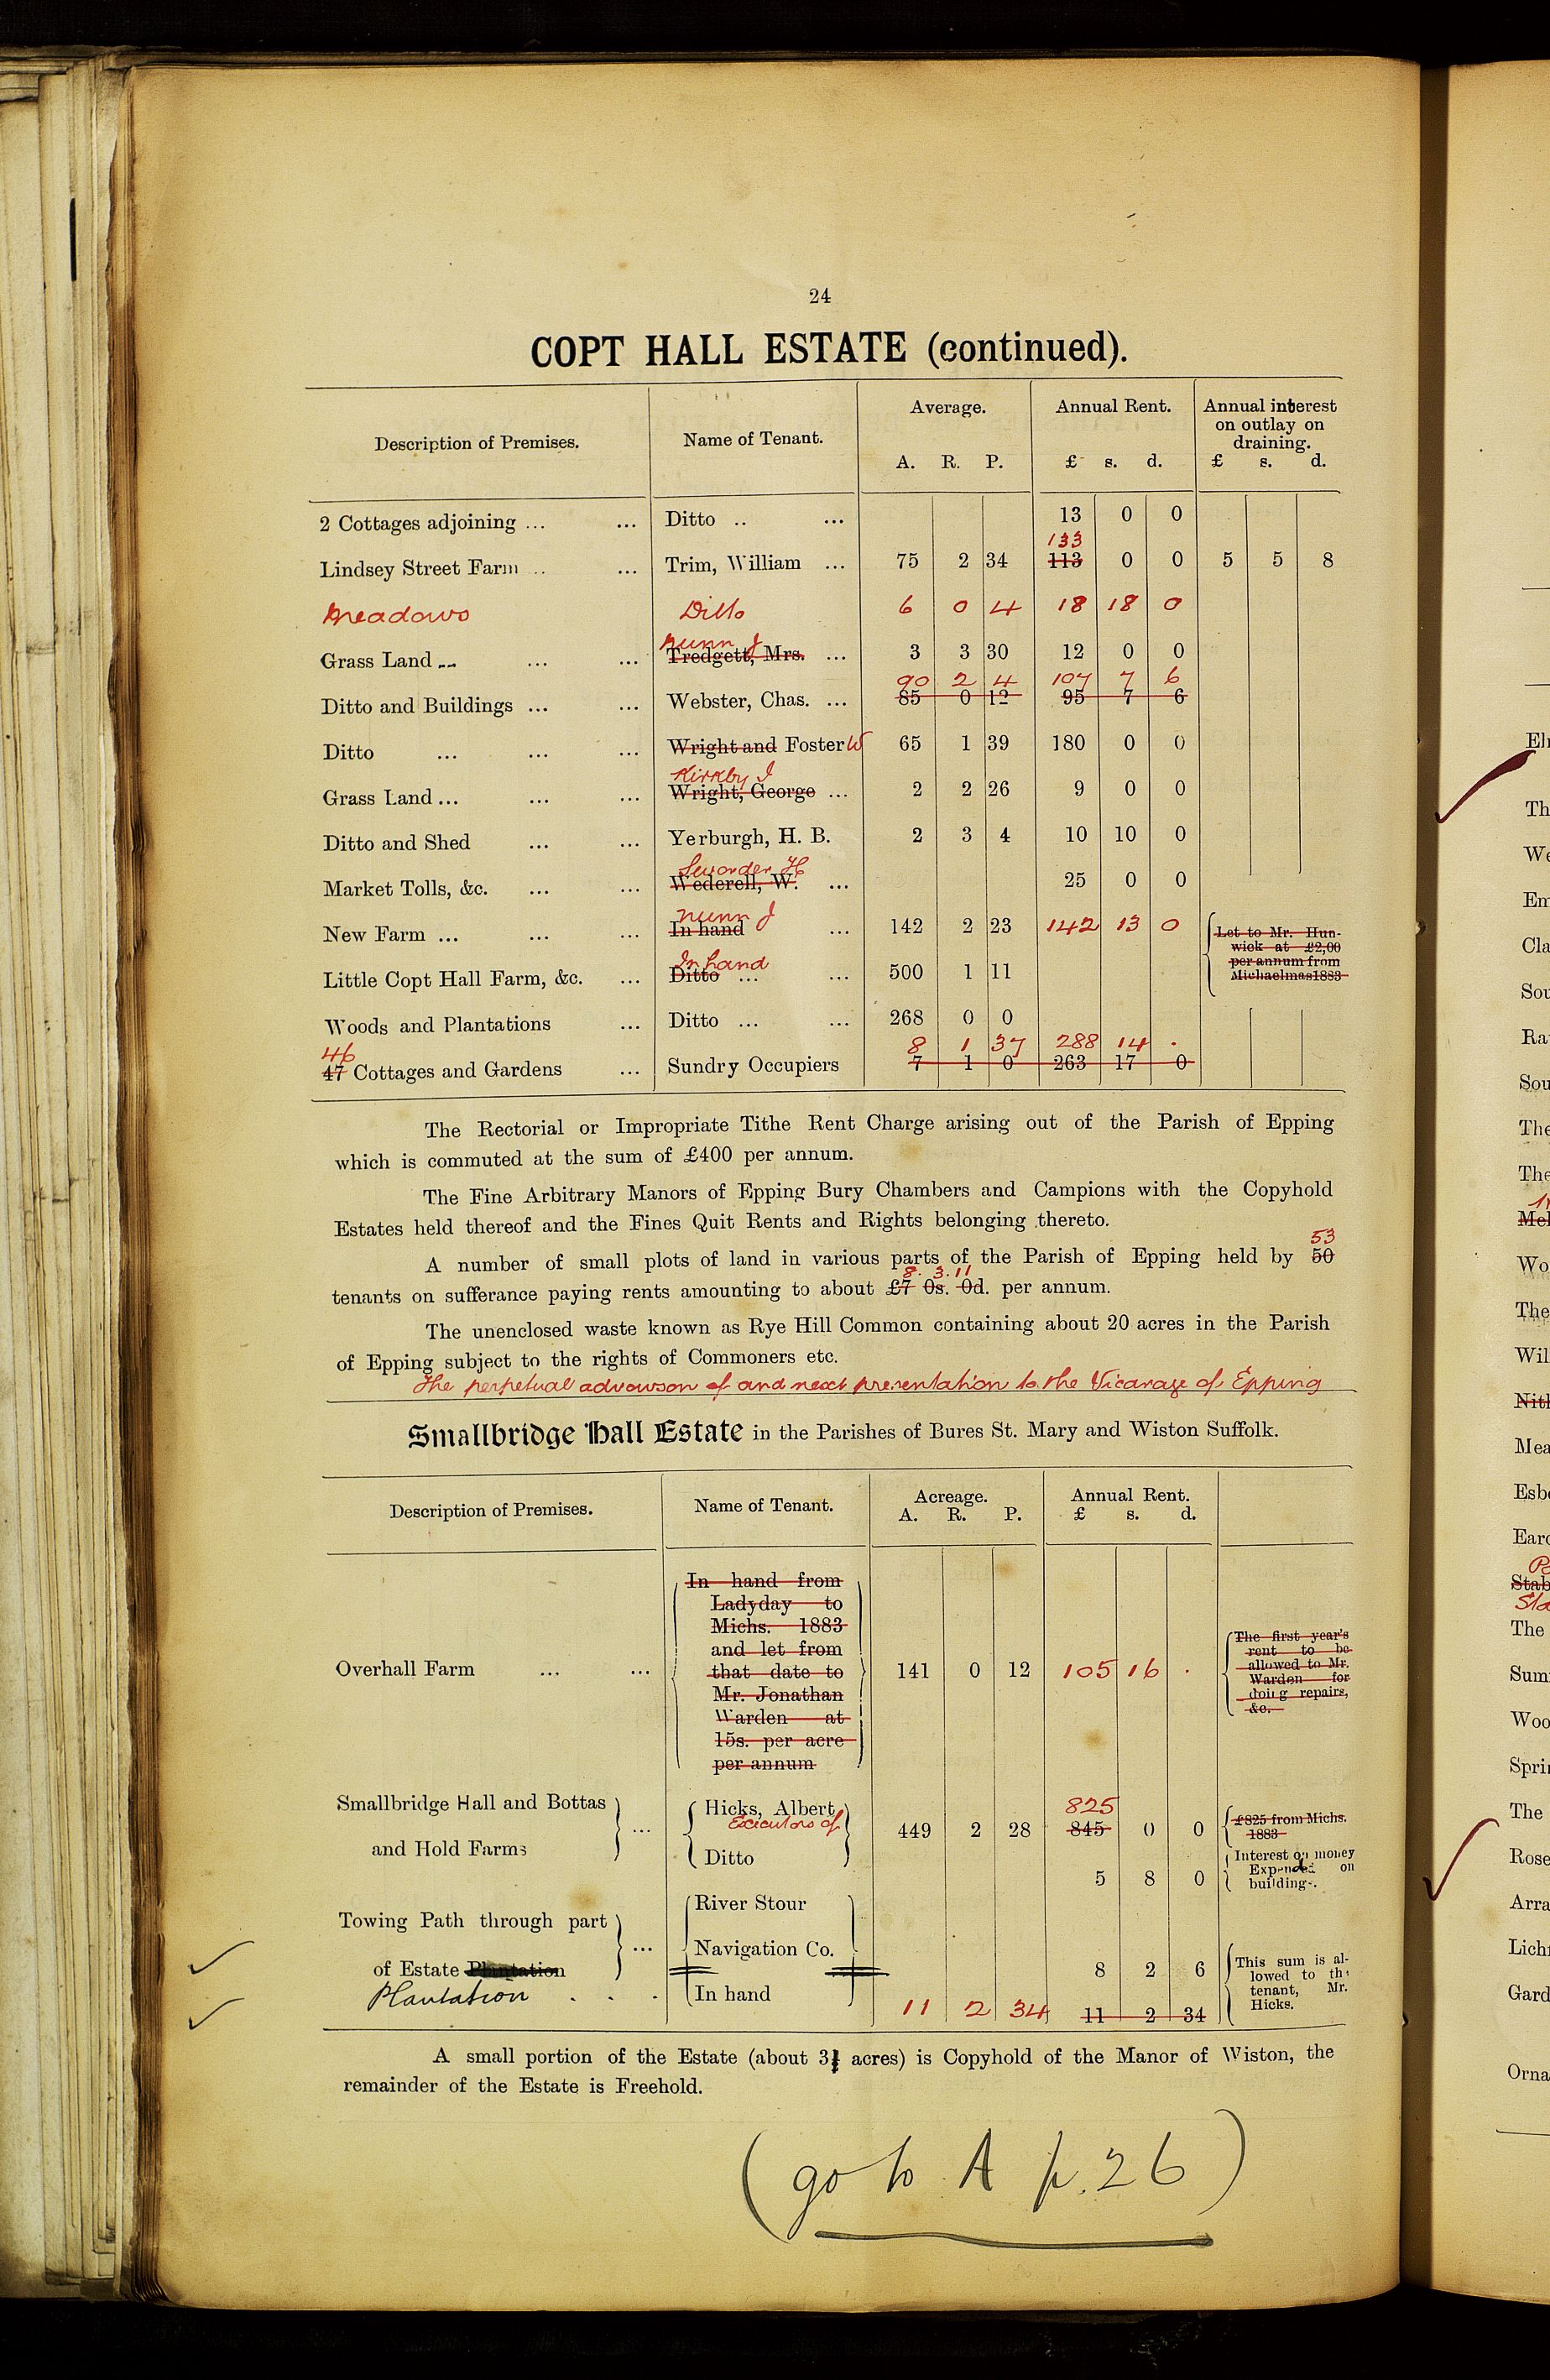 24
COPT HALL ESTATE (continued).
Description of Premises. Name of Tenant. Average. A. R. P. Annual Rent. £ s. d. Annual interest on outlay on draining. £ s. d.
2 Cottages adjoining ... ... Ditto .. ... 13 0 0
133
Lindsey Street Farm ... ... Trim, William ... 75 2 34 113 0 0 5 5 8
Meadows Ditto 6 0 4 18 18 0
Nunn J
Grass Land ... ... ... Tredgett, Mrs. ... 3 3 30 12 0 0
90 2 4 107 7 6
Ditto and Buildings ... ... Webster, Chas. ... 85 0 12 95 7 6
Ditto ... ... ... Wright and Foster W 65 1 39 180 0 0
Kirkby J
Grass Land ... ... ... Wright, George ... 2 2 26 9 0 0
Ditto and Shed ... ... Yerburgh, H. B. 2 3 4 10 10 0
Sworder H
Market Tolls, &c. ... ... Wederell, W. ... 25 0 0
Nunn J
New Farm ... ... ... In hand ... 142 2 23 142 13 0
Let to Mr. Hun-
wick at £2,00
per annum from
Michaelmas 1883
In hand
Little Copt Hall Farm, &c. ... Ditto ... ... 500 1 11
Woods and Plantations ... Ditto ... ... 268 0 0
46 8 1 37 288 14 .
47 Cottages and Gardens ... Sundry Occupiers 7 1 0 263 17 0
The Rectorial or Impropriate Tithe Rent Charge arising out of the Parish of Epping
which is commuted at the sum of £400 per annum.
The Fine Arbitrary Manors of Epping Bury Chambers and Campions with the Copyhold
Estates held thereof and the Fines Quit Rents and Rights belonging thereto.
53
A number of small plots of land in various parts of the Parish of Epping held by 50
8. 3. 11
tenants on sufferance paying rents amounting to about £7 0s. 0d. per annum.
The unenclosed waste known as Rye Hill Common containing about 20 acres in the Parish
of Epping subject to the rights of Commoners etc.
The perpetual advowson of and next presentation to the Vicarage of Epping
Smallbridge Hall Estate in the Parishes of Bures St. Mary and Wiston Suffolk.
Description of Premises. Name of Tenant. Acreage. A. R. P. Annual Rent. £ s. d.
In hand from
Ladyday to
Michs. 1883
and let from
that date to
Mr. Jonathan
Warden at
15s. per acre
per annum
Overhall Farm ... ... 141 0 12 105 16 .
The first year's
rent to be
allowed to Mr.
Warden for
doing repairs,
&c.
825
Smallbridge Hall and Bottas
and Hold Farms ... Hicks, Albert 449 2 28 845 0 0
Executors of
£825 from Michs.
1883
Ditto 5 8 0
Interest on money
Expended on
buildings.
Towing Path through part
of Estate Plantation ... River Stour
Navigation Co. 8 2 6
This sum is al-
lowed to the
tenant, Mr.
Hicks.
Plantation . . . In hand 11 2 34 11 2 34
A small portion of the Estate (about 3½ acres) is Copyhold of the Manor of Wiston, the
remainder of the Estate is Freehold.
(go to A p. 26)